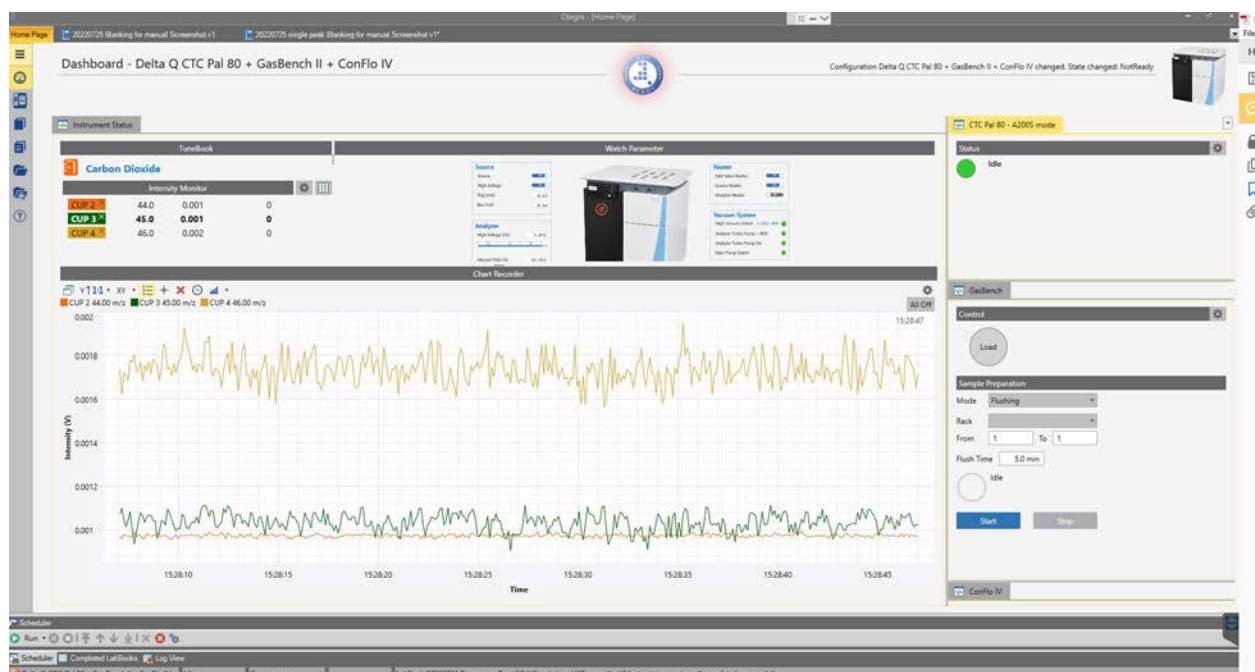 Qtegra - [Home Page]
Home Page
20220725 Blanking for manual Screenshot v1
20220725 single peak Blanking for manual Screenshot v1*
File
Dashboard - Delta Q CTC Pal 80 + GasBench II + ConFlo IV
Configuration Delta Q CTC Pal 80 + GasBench II + ConFlo IV changed. State changed: NotReady
Instrument Status
TuneBook
Watch Parameter
Carbon Dioxide
Intensity Monitor
CUP 2 44.0 0.001 0
CUP 3 45.0 0.001 0
CUP 4 46.0 0.002 0
Source
Source
High Voltage
Analyzer
Heater
Source Heater
Analyzer Heater
Vacuum System
Chart Recorder
CUP 2 44.00 m/z CUP 3 45.00 m/z CUP 4 46.00 m/z
All Off
15:28:47
0.002
0.0018
0.0016
0.0014
0.0012
0.001
Intensity (V)
15:28:10 15:28:15 15:28:20 15:28:25 15:28:30 15:28:35 15:28:40 15:28:45
Time
CTC Pal 80 - A200S mode
Status
Idle
GasBench
Control
Load
Sample Preparation
Mode Flushing
Rack
From 1 To 1
Flush Time 5.0 min
Idle
Start Stop
ConFlo IV
Scheduler
Run
Scheduler Completed LabBooks Log View